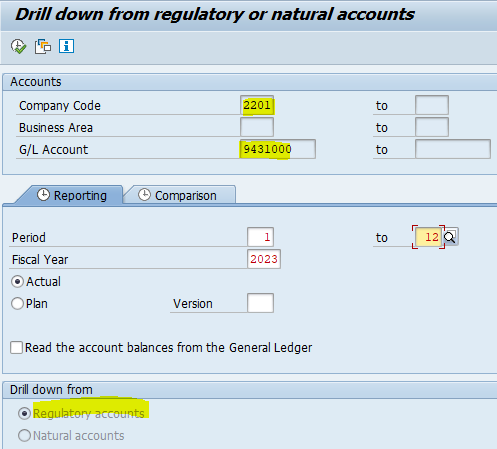 Drill down from regulatory or natural accounts
Accounts
Company Code 2201 to
Business Area to
G/L Account 9431000 to
Reporting Comparison
Period 1 to 12
Fiscal Year 2023
Actual
Plan Version
Read the account balances from the General Ledger
Drill down from
Regulatory accounts
Natural accounts